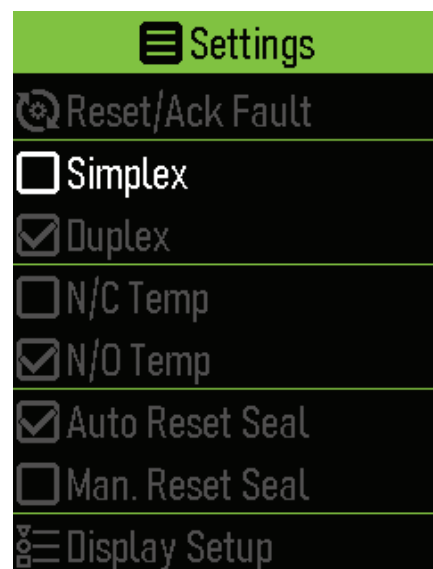 Settings
Reset/Ack Fault
Simplex
Duplex
N/C Temp
N/O Temp
Auto Reset Seal
Man. Reset Seal
Display Setup